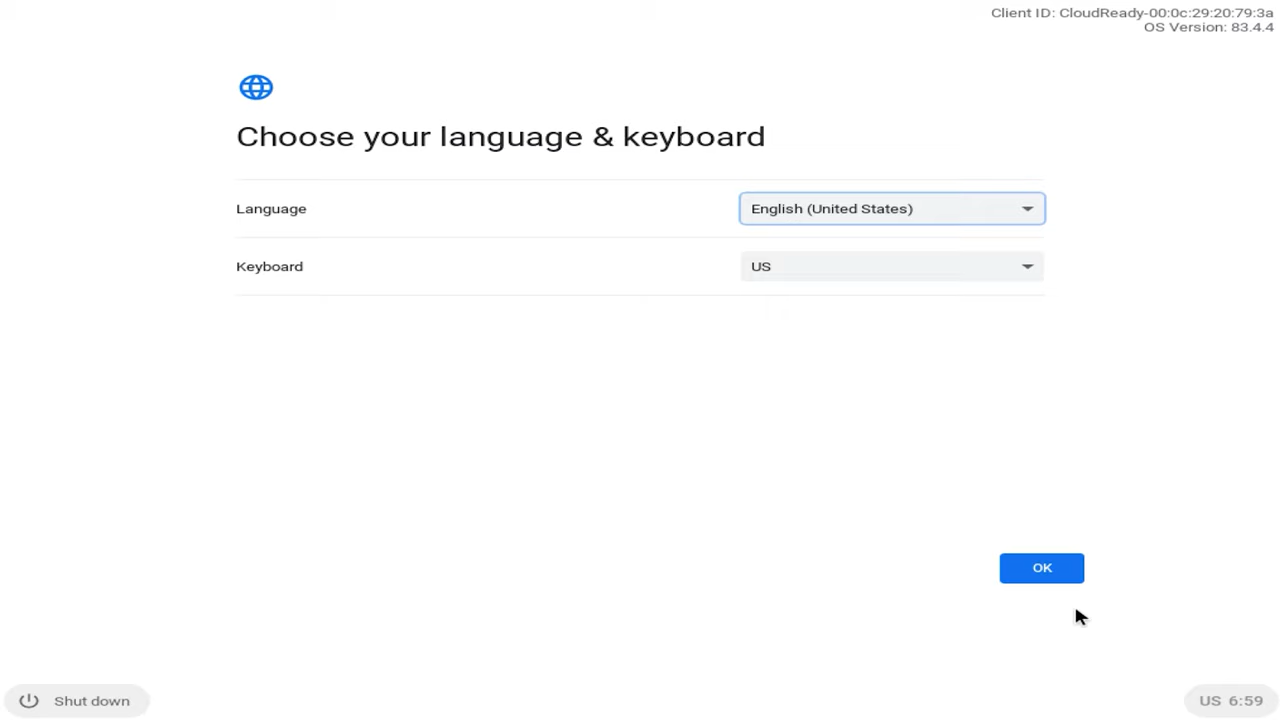 Client ID: CloudReady-00:0c:29:20:79:3a
OS Version: 83.4.4
Choose your language & keyboard
Language
English (United States)
Keyboard
US
OK
Shut down
US 6:59